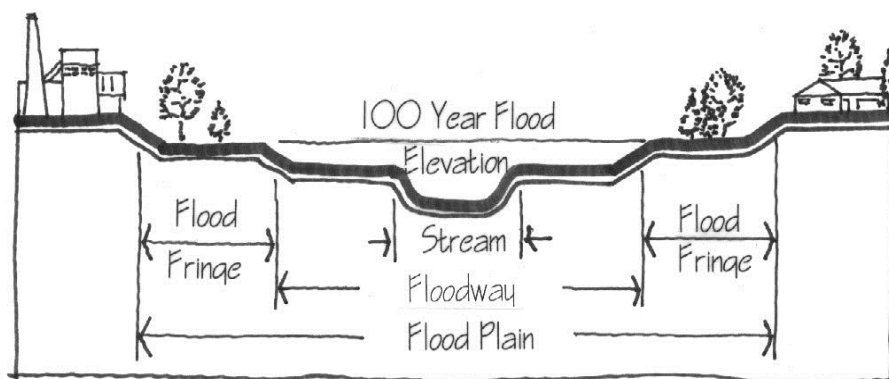 100 Year Flood
Elevation
Flood
Fringe
Stream
Flood
Fringe
Floodway
Flood Plain